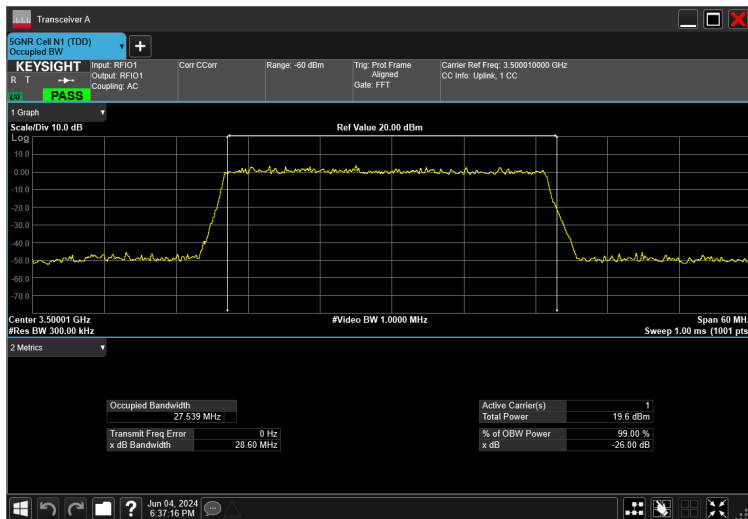 Transceiver A
5GNR Cell N1 (TDD)
Occupied BW
KEYSIGHT
R T
LXI
PASS
Input: RFIO1
Output: RFIO1
Coupling: AC
Corr CCorr
Range: -60 dBm
Trig: Prot Frame
Aligned
Gate: FFT
Carrier Ref Freq: 3.500010000 GHz
CC Info: Uplink, 1 CC
1 Graph
Scale/Div 10.0 dB
Ref Value 20.00 dBm
Log
10.0
0.00
-10.0
-20.0
-30.0
-40.0
-50.0
-60.0
-70.0
Center 3.50001 GHz
#Video BW 1.0000 MHz
Span 60 MHz
#Res BW 300.00 kHz
Sweep 1.00 ms (1001 pts
2 Metrics
Occupied Bandwidth
27.539 MHz
Transmit Freq Error 0 Hz
x dB Bandwidth 28.60 MHz
Active Carrier(s) 1
Total Power 19.6 dBm
% of OBW Power 99.00 %
x dB -26.00 dB
?
Jun 04, 2024
6:37:16 PM